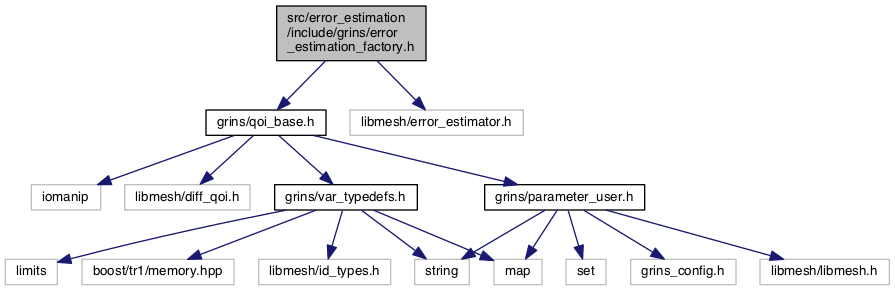 src/error_estimation
/include/grins/error
_estimation_factory.h
grins/qoi_base.h
libmesh/error_estimator.h
iomanip
libmesh/diff_qoi.h
grins/var_typedefs.h
grins/parameter_user.h
limits
boost/tr1/memory.hpp
libmesh/id_types.h
string
map
set
grins_config.h
libmesh/libmesh.h